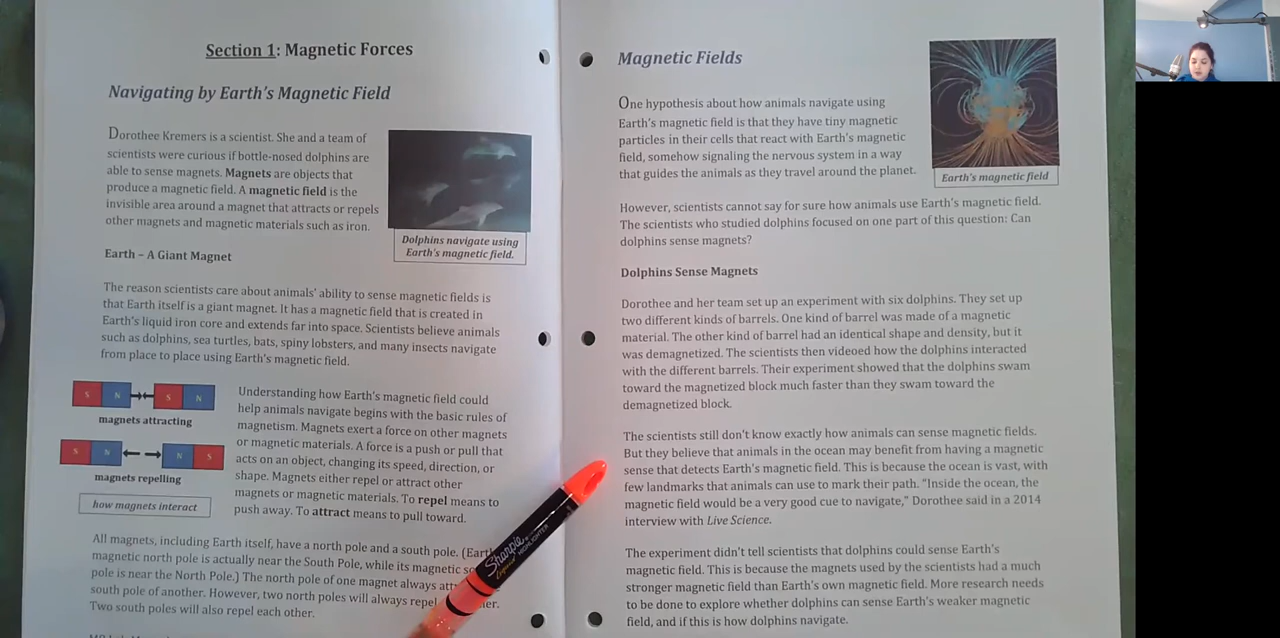 Section 1: Magnetic Forces
Navigating by Earth's Magnetic Field
Dorothee Kremers is a scientist. She and a team of
scientists were curious if bottle-nosed dolphins are
able to sense magnets. Magnets are objects that
produce a magnetic field. A magnetic field is the
invisible area around a magnet that attracts or repels
other magnets and magnetic materials such as iron.
Dolphins navigate using
Earth's magnetic field.
Earth – A Giant Magnet
The reason scientists care about animals' ability to sense magnetic fields is
that Earth itself is a giant magnet. It has a magnetic field that is created in
Earth's liquid iron core and extends far into space. Scientists believe animals
such as dolphins, sea turtles, bats, spiny lobsters, and many insects navigate
from place to place using Earth's magnetic field.
S N S N
magnets attracting
S N N S
magnets repelling
how magnets interact
Understanding how Earth's magnetic field could
help animals navigate begins with the basic rules of
magnetism. Magnets exert a force on other magnets
or magnetic materials. A force is a push or pull that
acts on an object, changing its speed, direction, or
shape. Magnets either repel or attract other
magnets or magnetic materials. To repel means to
push away. To attract means to pull toward.
All magnets, including Earth itself, have a north pole and a south pole. (Earth
magnetic north pole is actually near the South Pole, while its magnetic
pole is near the North Pole.) The north pole of one magnet always
south pole of another. However, two north poles will always repel
Two south poles will also repel each other.
Magnetic Fields
One hypothesis about how animals navigate using
Earth's magnetic field is that they have tiny magnetic
particles in their cells that react with Earth's magnetic
field, somehow signaling the nervous system in a way
that guides the animals as they travel around the planet.
Earth's magnetic field
However, scientists cannot say for sure how animals use Earth's magnetic field.
The scientists who studied dolphins focused on one part of this question: Can
dolphins sense magnets?
Dolphins Sense Magnets
Dorothee and her team set up an experiment with six dolphins. They set up
two different kinds of barrels. One kind of barrel was made of a magnetic
material. The other kind of barrel had an identical shape and density, but it
was demagnetized. The scientists then videoed how the dolphins interacted
with the different barrels. Their experiment showed that the dolphins swam
toward the magnetized block much faster than they swam toward the
demagnetized block.
The scientists still don't know exactly how animals can sense magnetic fields.
But they believe that animals in the ocean may benefit from having a magnetic
sense that detects Earth's magnetic field. This is because the ocean is vast, with
few landmarks that animals can use to mark their path. "Inside the ocean, the
magnetic field would be a very good cue to navigate," Dorothee said in a 2014
interview with Live Science.
The experiment didn't tell scientists that dolphins could sense Earth's
magnetic field. This is because the magnets used by the scientists had a much
stronger magnetic field than Earth's own magnetic field. More research needs
to be done to explore whether dolphins can sense Earth's weaker magnetic
field, and if this is how dolphins navigate.
Sharpie
HIGHLIGHTER